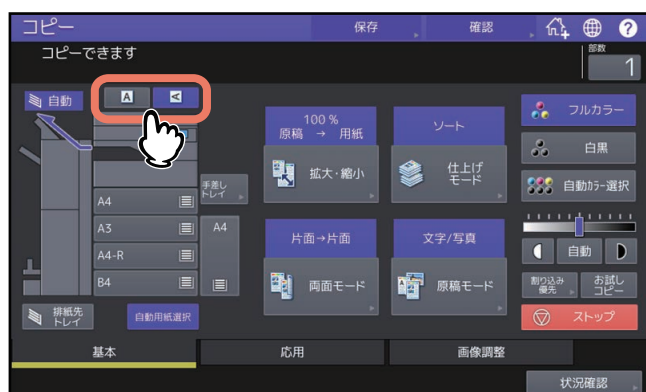 コピー
保存
確認
?
コピーできます
部数
1
自動
A
A
A4
A3
A4-R
B4
手差し
トレイ
A4
排紙先
トレイ
自動用紙選択
100 %
原稿 → 用紙
拡大・縮小
ソート
仕上げ
モード
片面→片面
両面モード
文字/写真
原稿モード
フルカラー
白黒
自動カラー選択
自動
割り込み
優先
お試し
コピー
ストップ
基本
応用
画像調整
状況確認